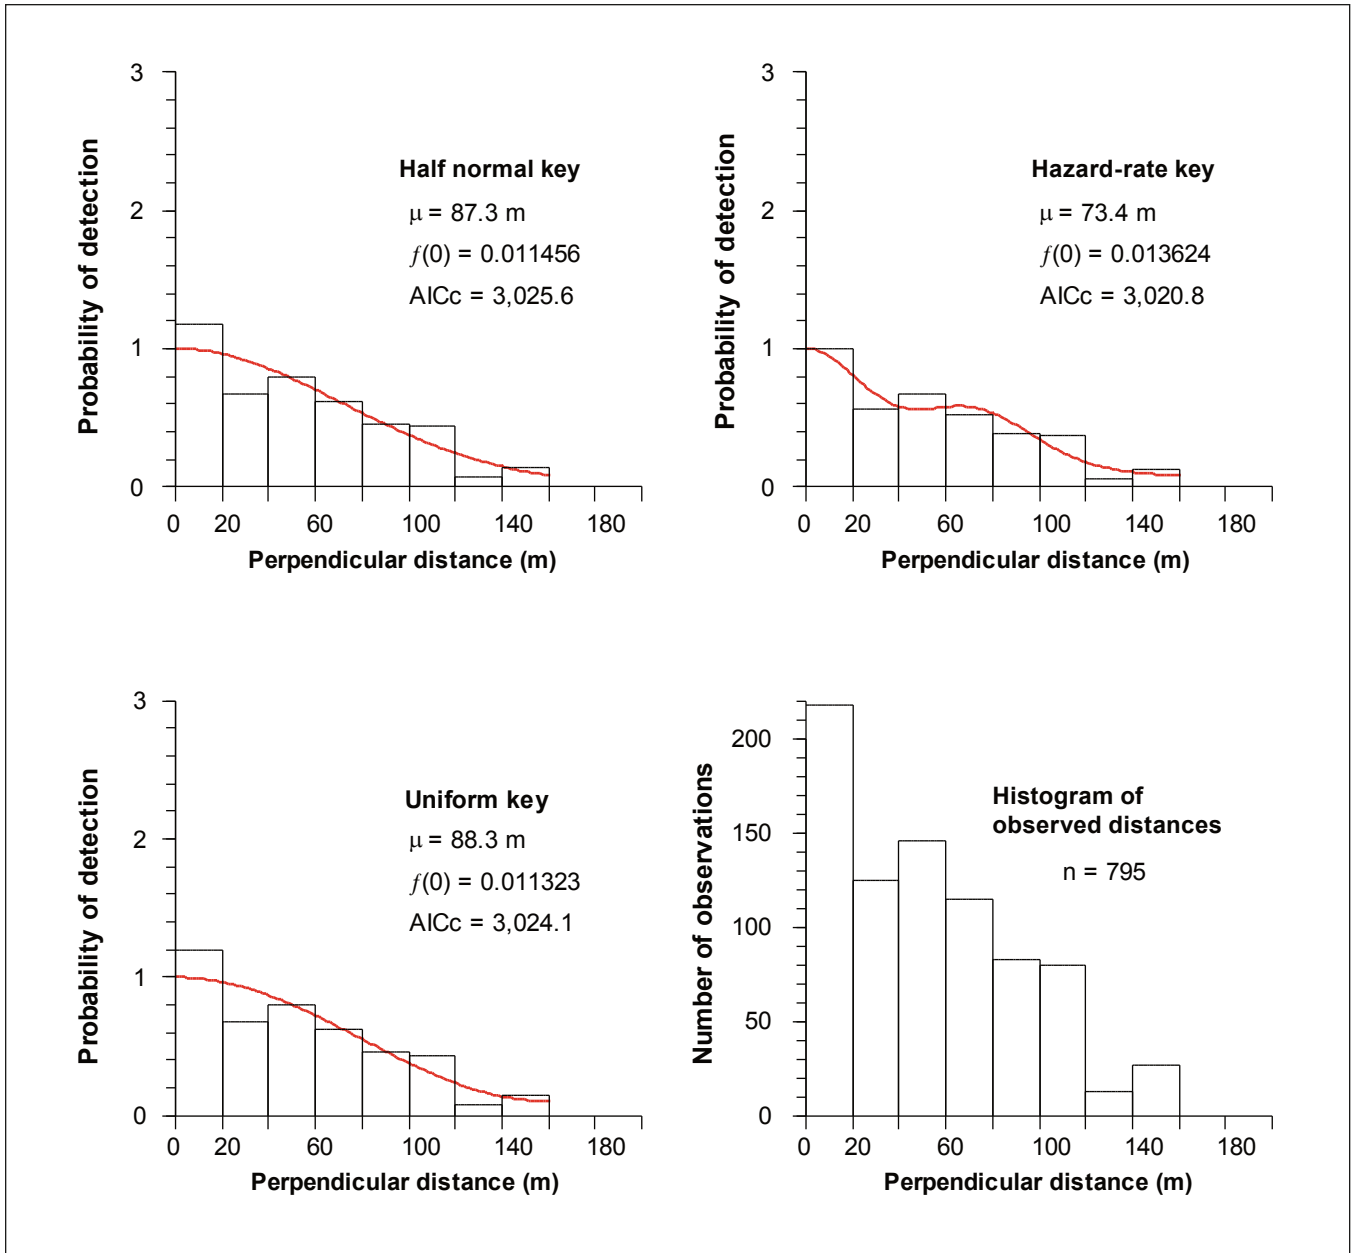 3
2
1
0
Probability of detection
Half normal key
μ = 87.3 m
f(0) = 0.011456
AICc = 3,025.6
0 20 60 100 140 180
Perpendicular distance (m)
3
2
1
0
Probability of detection
Hazard-rate key
μ = 73.4 m
f(0) = 0.013624
AICc = 3,020.8
0 20 60 100 140 180
Perpendicular distance (m)
3
2
1
0
Probability of detection
Uniform key
μ = 88.3 m
f(0) = 0.011323
AICc = 3,024.1
0 20 60 100 140 180
Perpendicular distance (m)
200
150
100
50
0
Number of observations
Histogram of
observed distances
n = 795
0 20 60 100 140 180
Perpendicular distance (m)